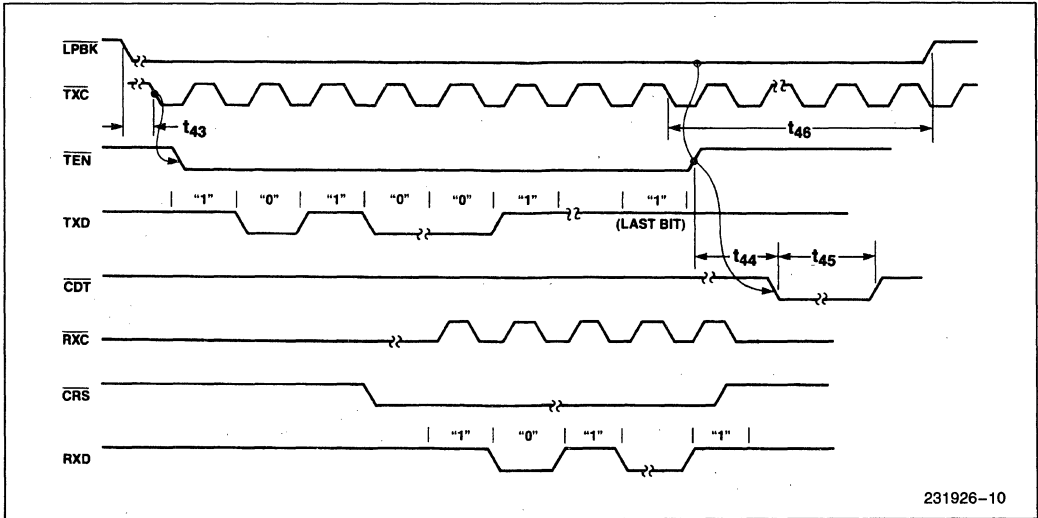 LPBK
TXC
t43
t46
TEN
"1" "0" "1" "0" "0" "1" "1"
TXD
(LAST BIT)
t44 t45
CDT
RXC
CRS
"1" "0" "1" "1"
RXD
231926-10